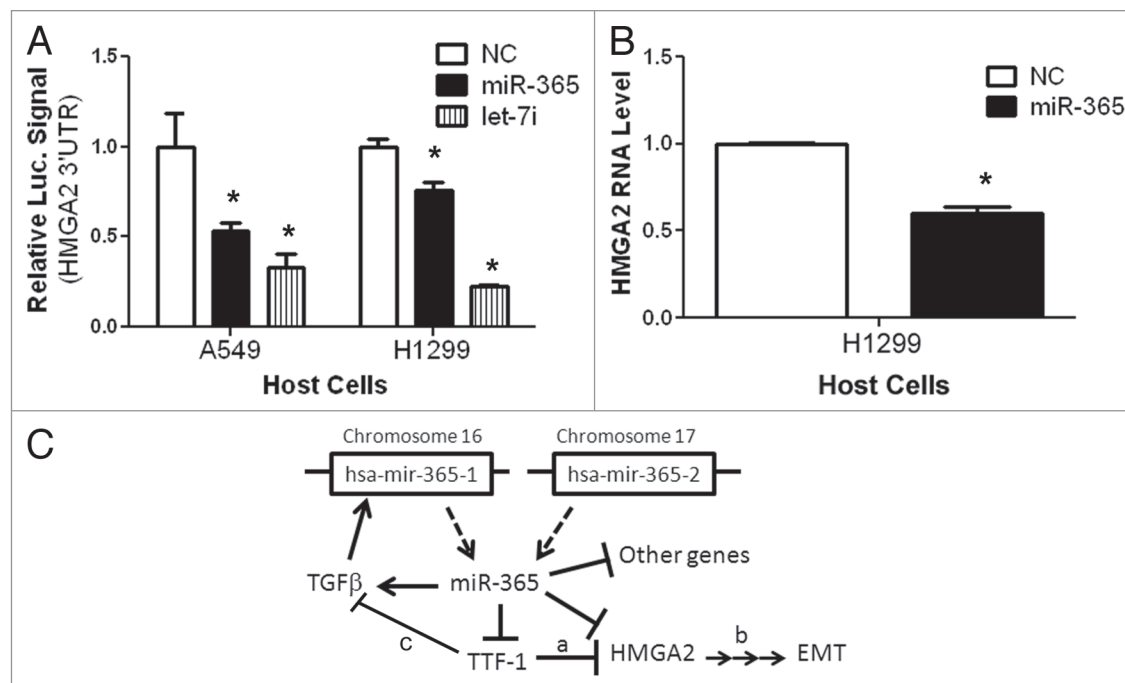 A
1.5
1.0
0.5
0.0
Relative Luc. Signal
(HMGA2 3'UTR)
NC
miR-365
let-7i
*
*
*
*
A549
H1299
Host Cells
B
1.5
1.0
0.5
0.0
HMGA2 RNA Level
NC
miR-365
*
H1299
Host Cells
C
Chromosome 16
Chromosome 17
hsa-mir-365-1
hsa-mir-365-2
Other genes
TGFβ
miR-365
c
TTF-1
a
HMGA2
b
EMT